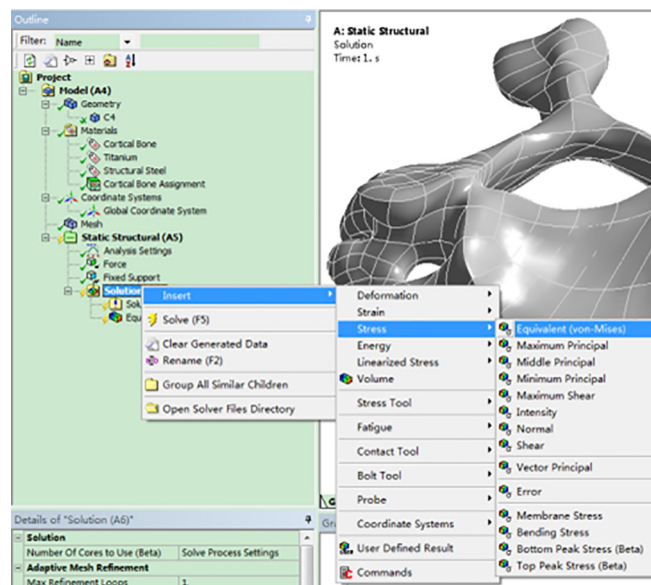 Outline
Filter: Name
Project
Model (A4)
Geometry
C4
Materials
Cortical Bone
Titanium
Structural Steel
Cortical Bone Assignment
Coordinate Systems
Global Coordinate System
Mesh
Static Structural (A5)
Analysis Settings
Force
Fixed Support
Solution
Insert
Solve (F5)
Clear Generated Data
Rename (F2)
Group All Similar Children
Open Solver Files Directory
A: Static Structural
Solution
Time: 1. s
Deformation
Strain
Stress
Energy
Linearized Stress
Volume
Stress Tool
Fatigue
Contact Tool
Bolt Tool
Probe
Coordinate Systems
User Defined Result
Commands
Equivalent (von-Mises)
Maximum Principal
Middle Principal
Minimum Principal
Maximum Shear
Intensity
Normal
Shear
Vector Principal
Error
Membrane Stress
Bending Stress
Bottom Peak Stress (Beta)
Top Peak Stress (Beta)
Details of "Solution (A6)"
Solution
Number Of Cores to Use (Beta) Solve Process Settings
Adaptive Mesh Refinement
Max Refinement Loops 1.